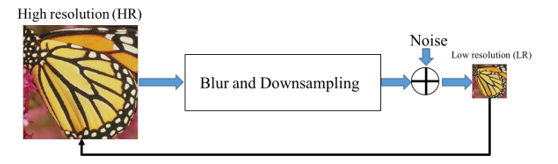 High resolution (HR)
Blur and Downsampling
Noise
Low resolution (LR)